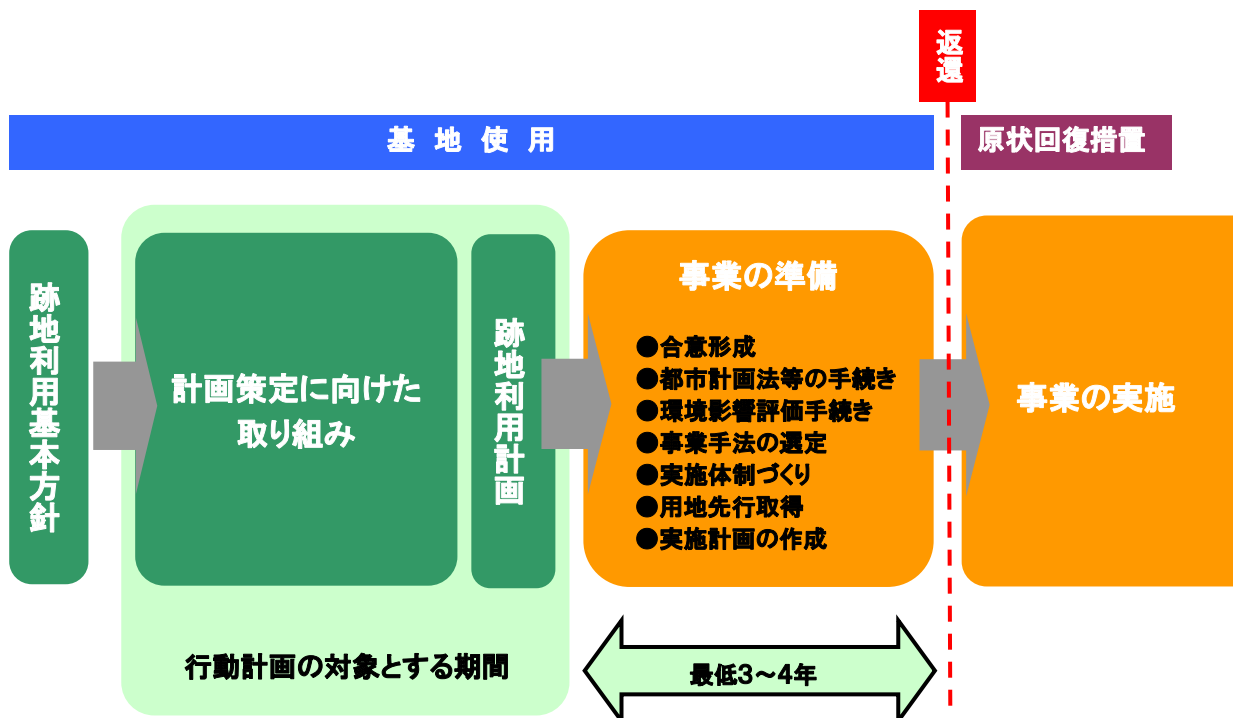 返還
基地使用
原状回復措置
跡地利用基本方針
計画策定に向けた
取り組み
跡地利用計画
事業の準備
●合意形成
●都市計画法等の手続き
●環境影響評価手続き
●事業手法の選定
●実施体制づくり
●用地先行取得
●実施計画の作成
事業の実施
行動計画の対象とする期間
最低3~4年